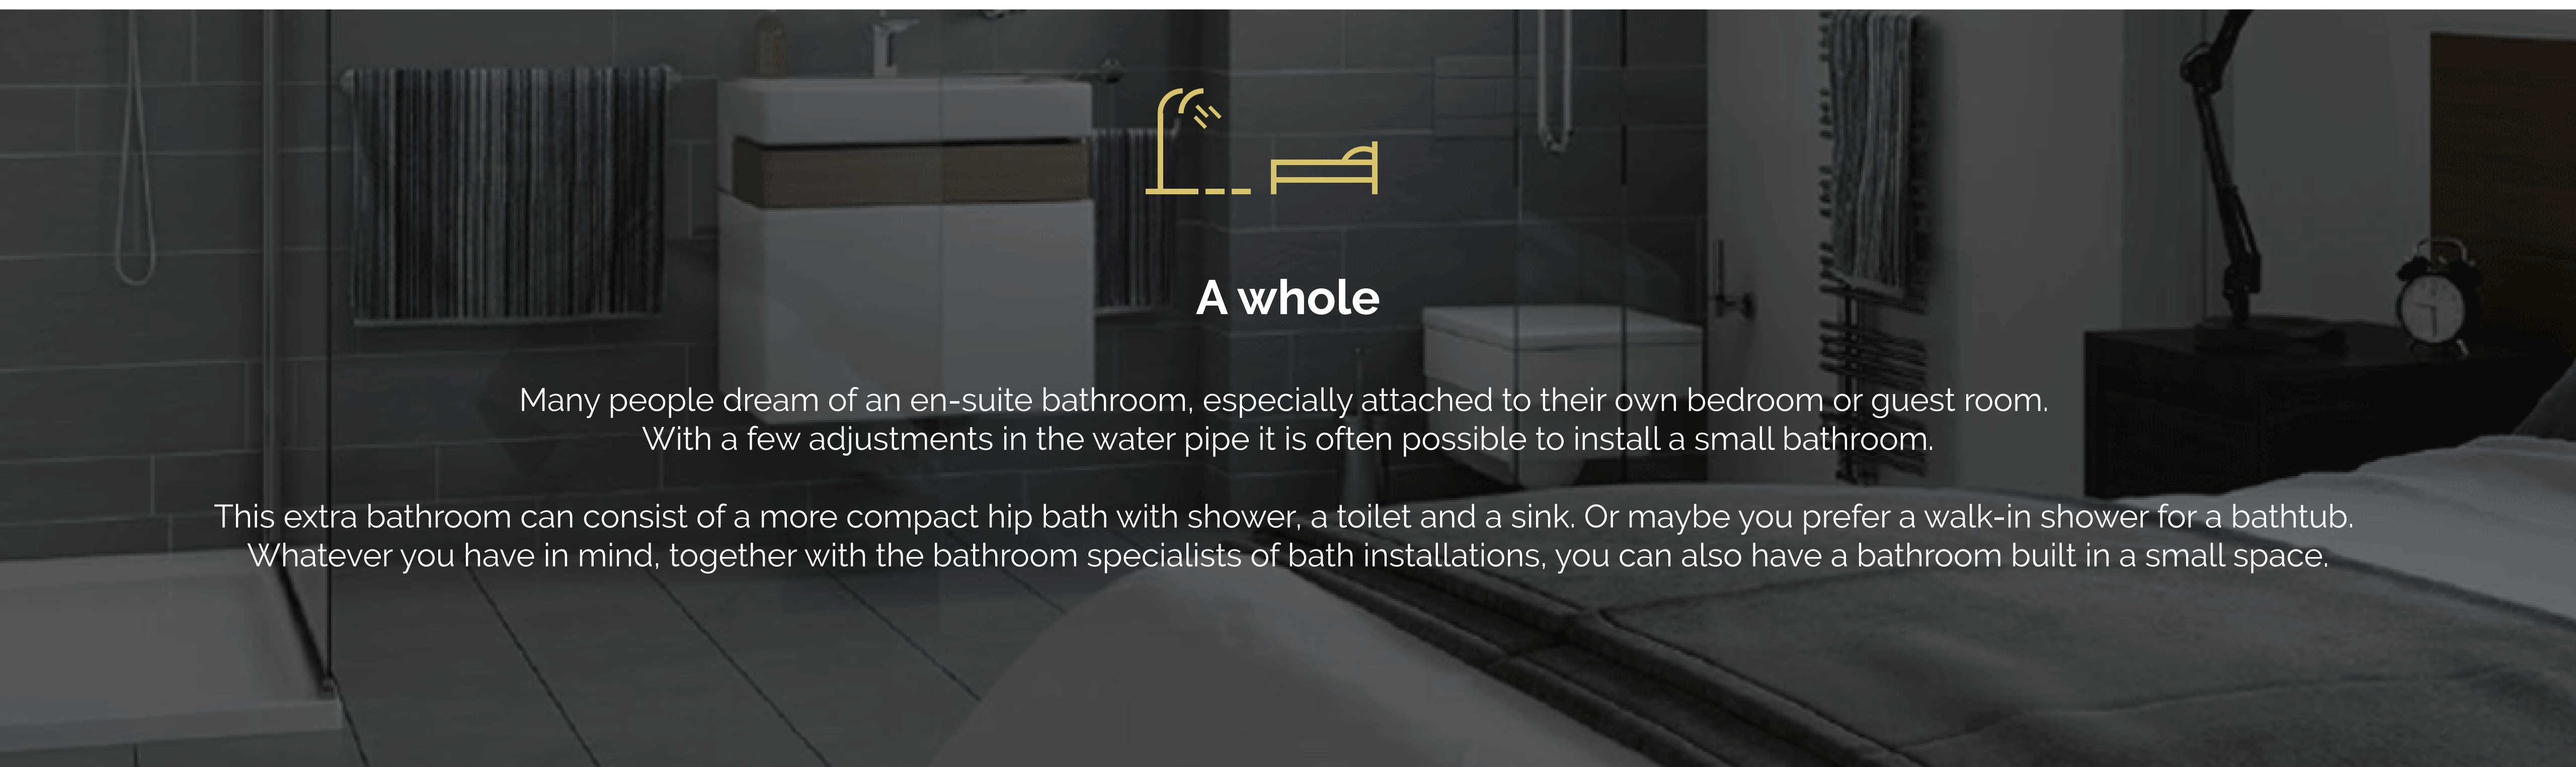 A whole
Many people dream of an en-suite bathroom, especially attached to their own bedroom or guest room.
With a few adjustments in the water pipe it is often possible to install a small bathroom.
This extra bathroom can consist of a more compact hip bath with shower, a toilet and a sink. Or maybe you prefer a walk-in shower for a bathtub.
Whatever you have in mind, together with the bathroom specialists of bath installations, you can also have a bathroom built in a small space.